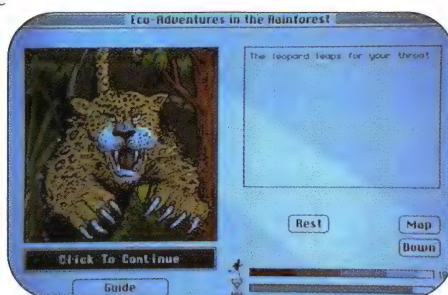 Eco-Adventures in the Rainforest
The leopard leaps for your throat
Click To Continue
Guide
Rest
Map
Down